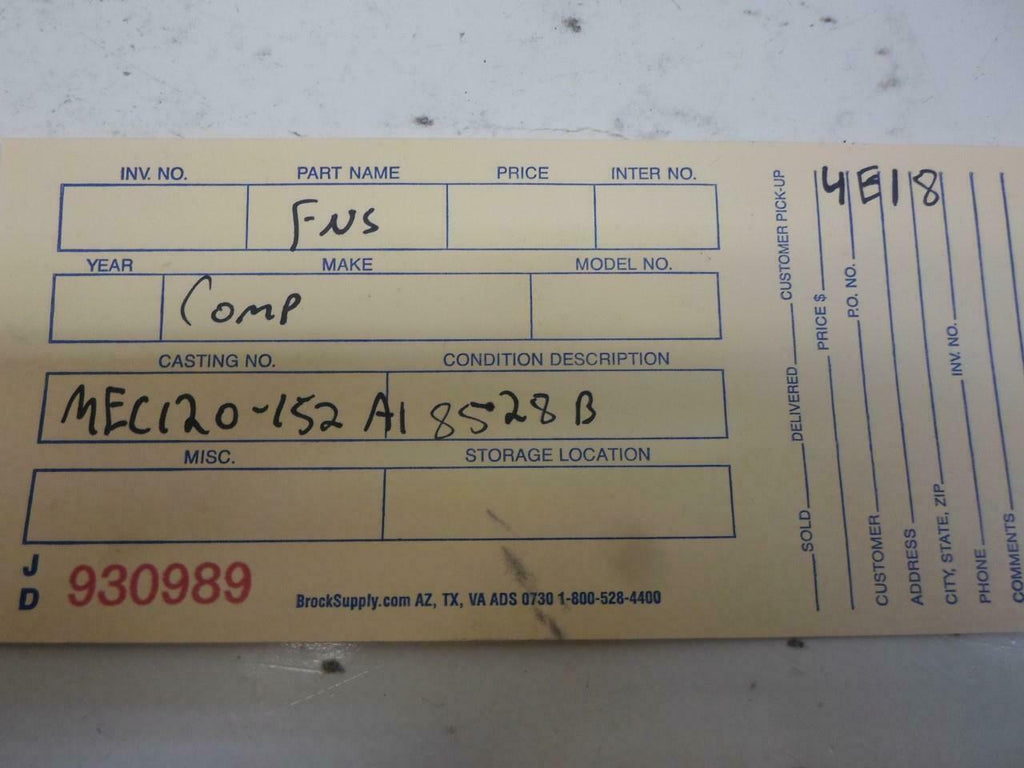 INV. NO. PART NAME PRICE INTER NO.
FNS
YEAR MAKE MODEL NO.
Comp
CASTING NO. CONDITION DESCRIPTION
MEC120-152 A1 8528B
MISC. STORAGE LOCATION
J D 930989
BrockSupply.com AZ, TX, VA ADS 0730 1-800-528-4400
4E18
SOLD DELIVERED CUSTOMER PICK-UP
PRICE $
P.O. NO.
CUSTOMER
ADDRESS
CITY, STATE, ZIP INV. NO.
PHONE
COMMENTS